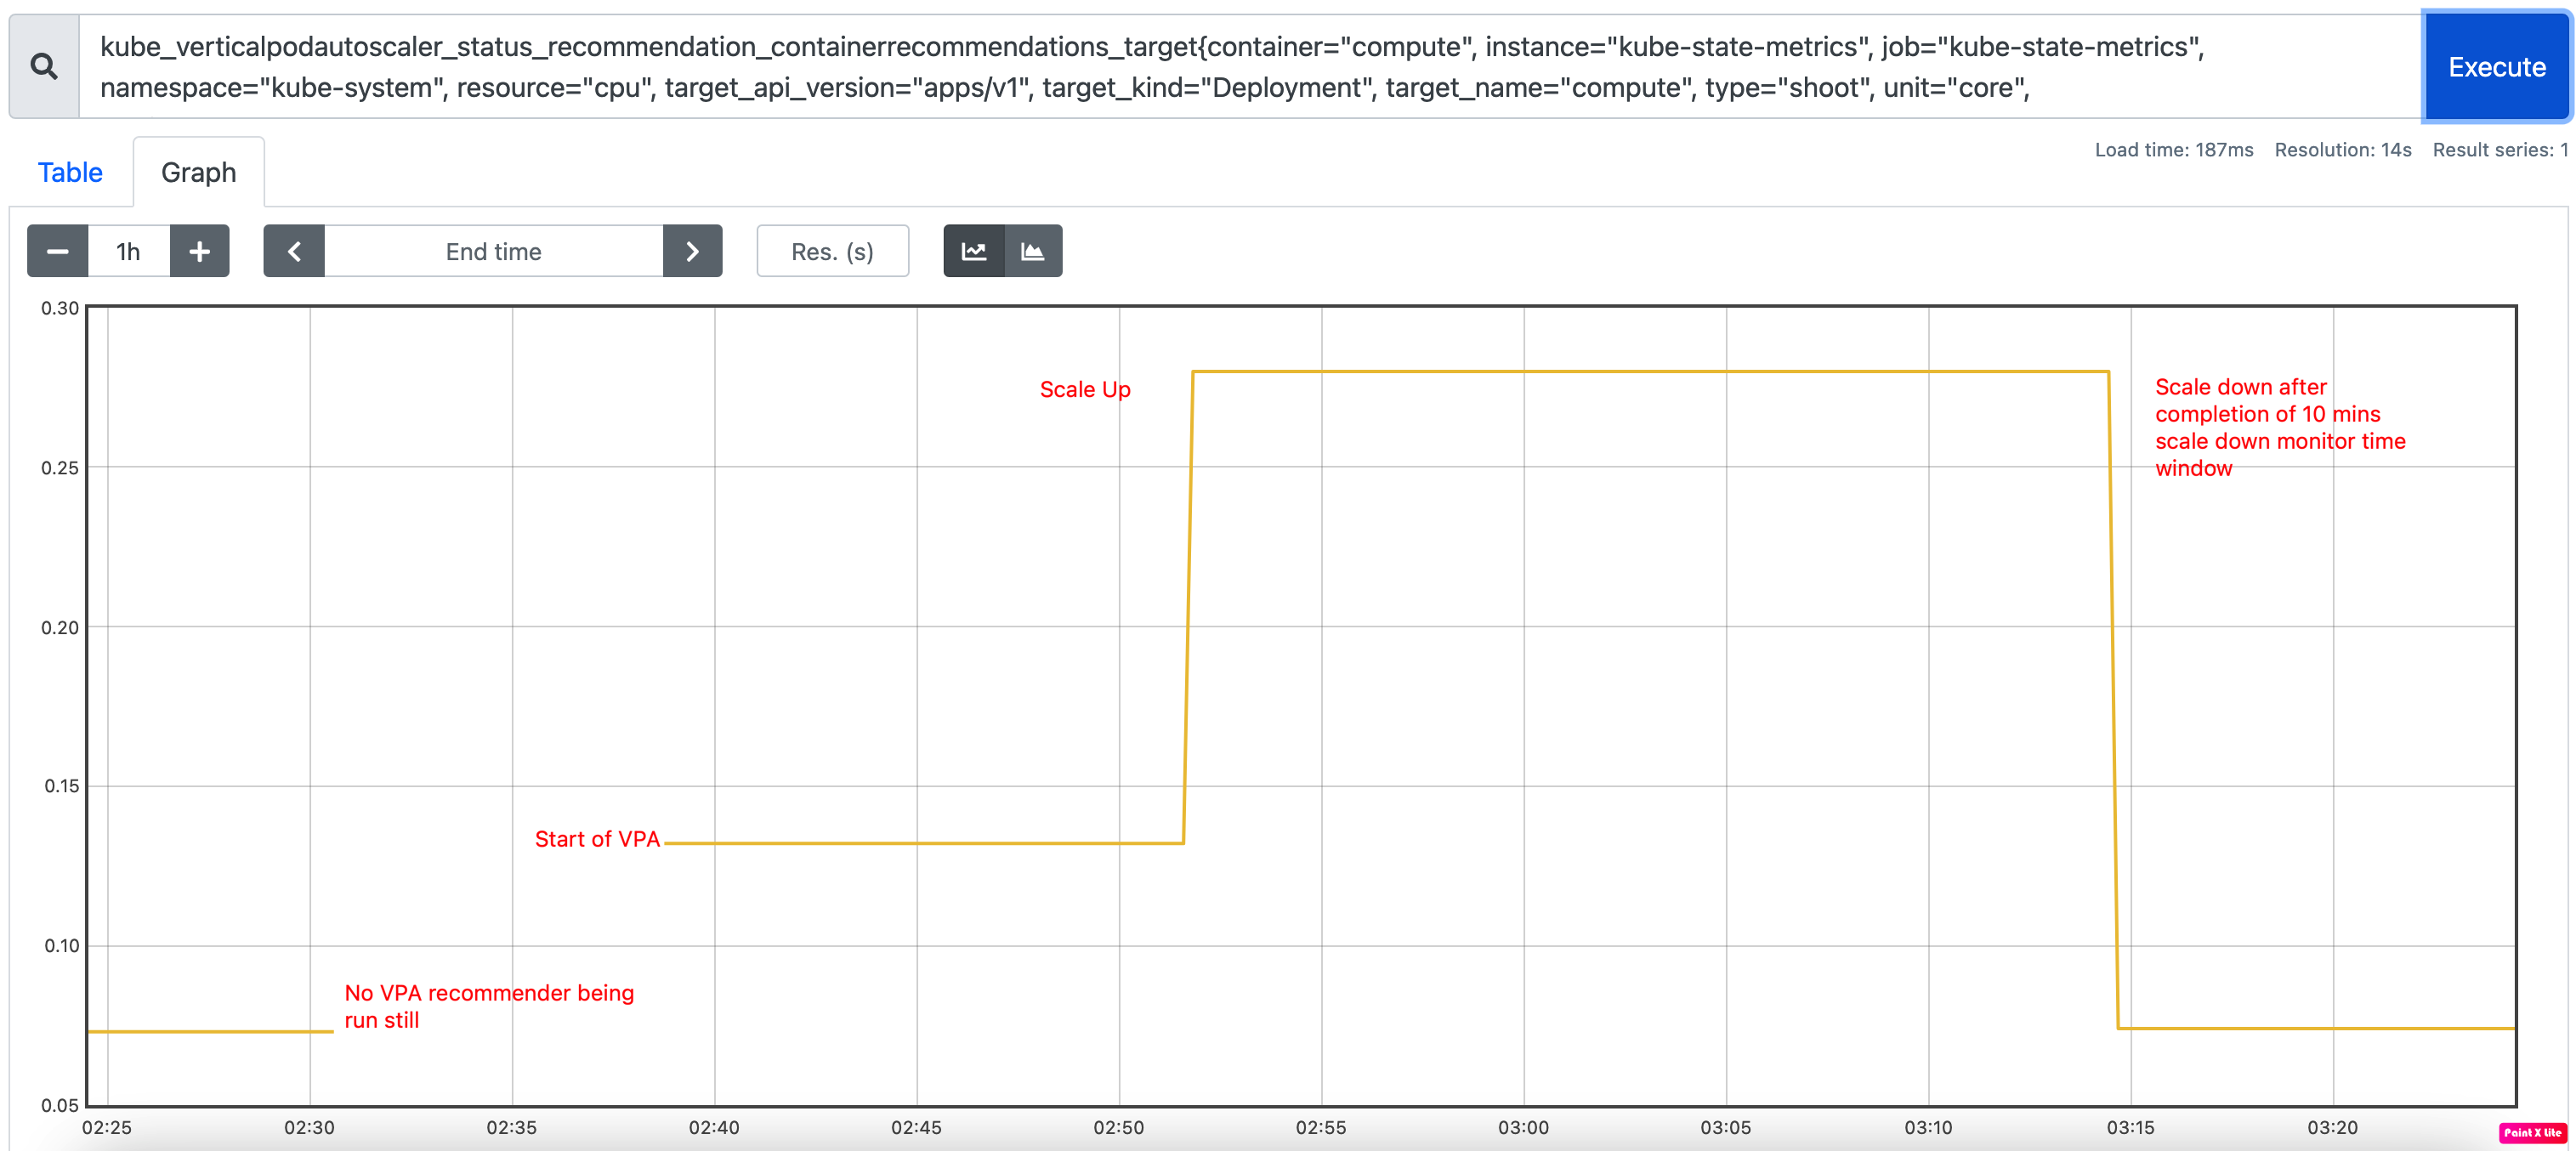 kube_verticalpodautoscaler_status_recommendation_containerrecommendations_target{container="compute", instance="kube-state-metrics", job="kube-state-metrics",
namespace="kube-system", resource="cpu", target_api_version="apps/v1", target_kind="Deployment", target_name="compute", type="shoot", unit="core",
Execute
Load time: 187ms Resolution: 14s Result series: 1
Table Graph
1h End time Res. (s)
0.30
Scale Up
Scale down after
completion of 10 mins
scale down monitor time
window
0.25
0.20
0.15
Start of VPA
0.10
No VPA recommender being
run still
0.05
02:25 02:30 02:35 02:40 02:45 02:50 02:55 03:00 03:05 03:10 03:15 03:20
Paint X lite